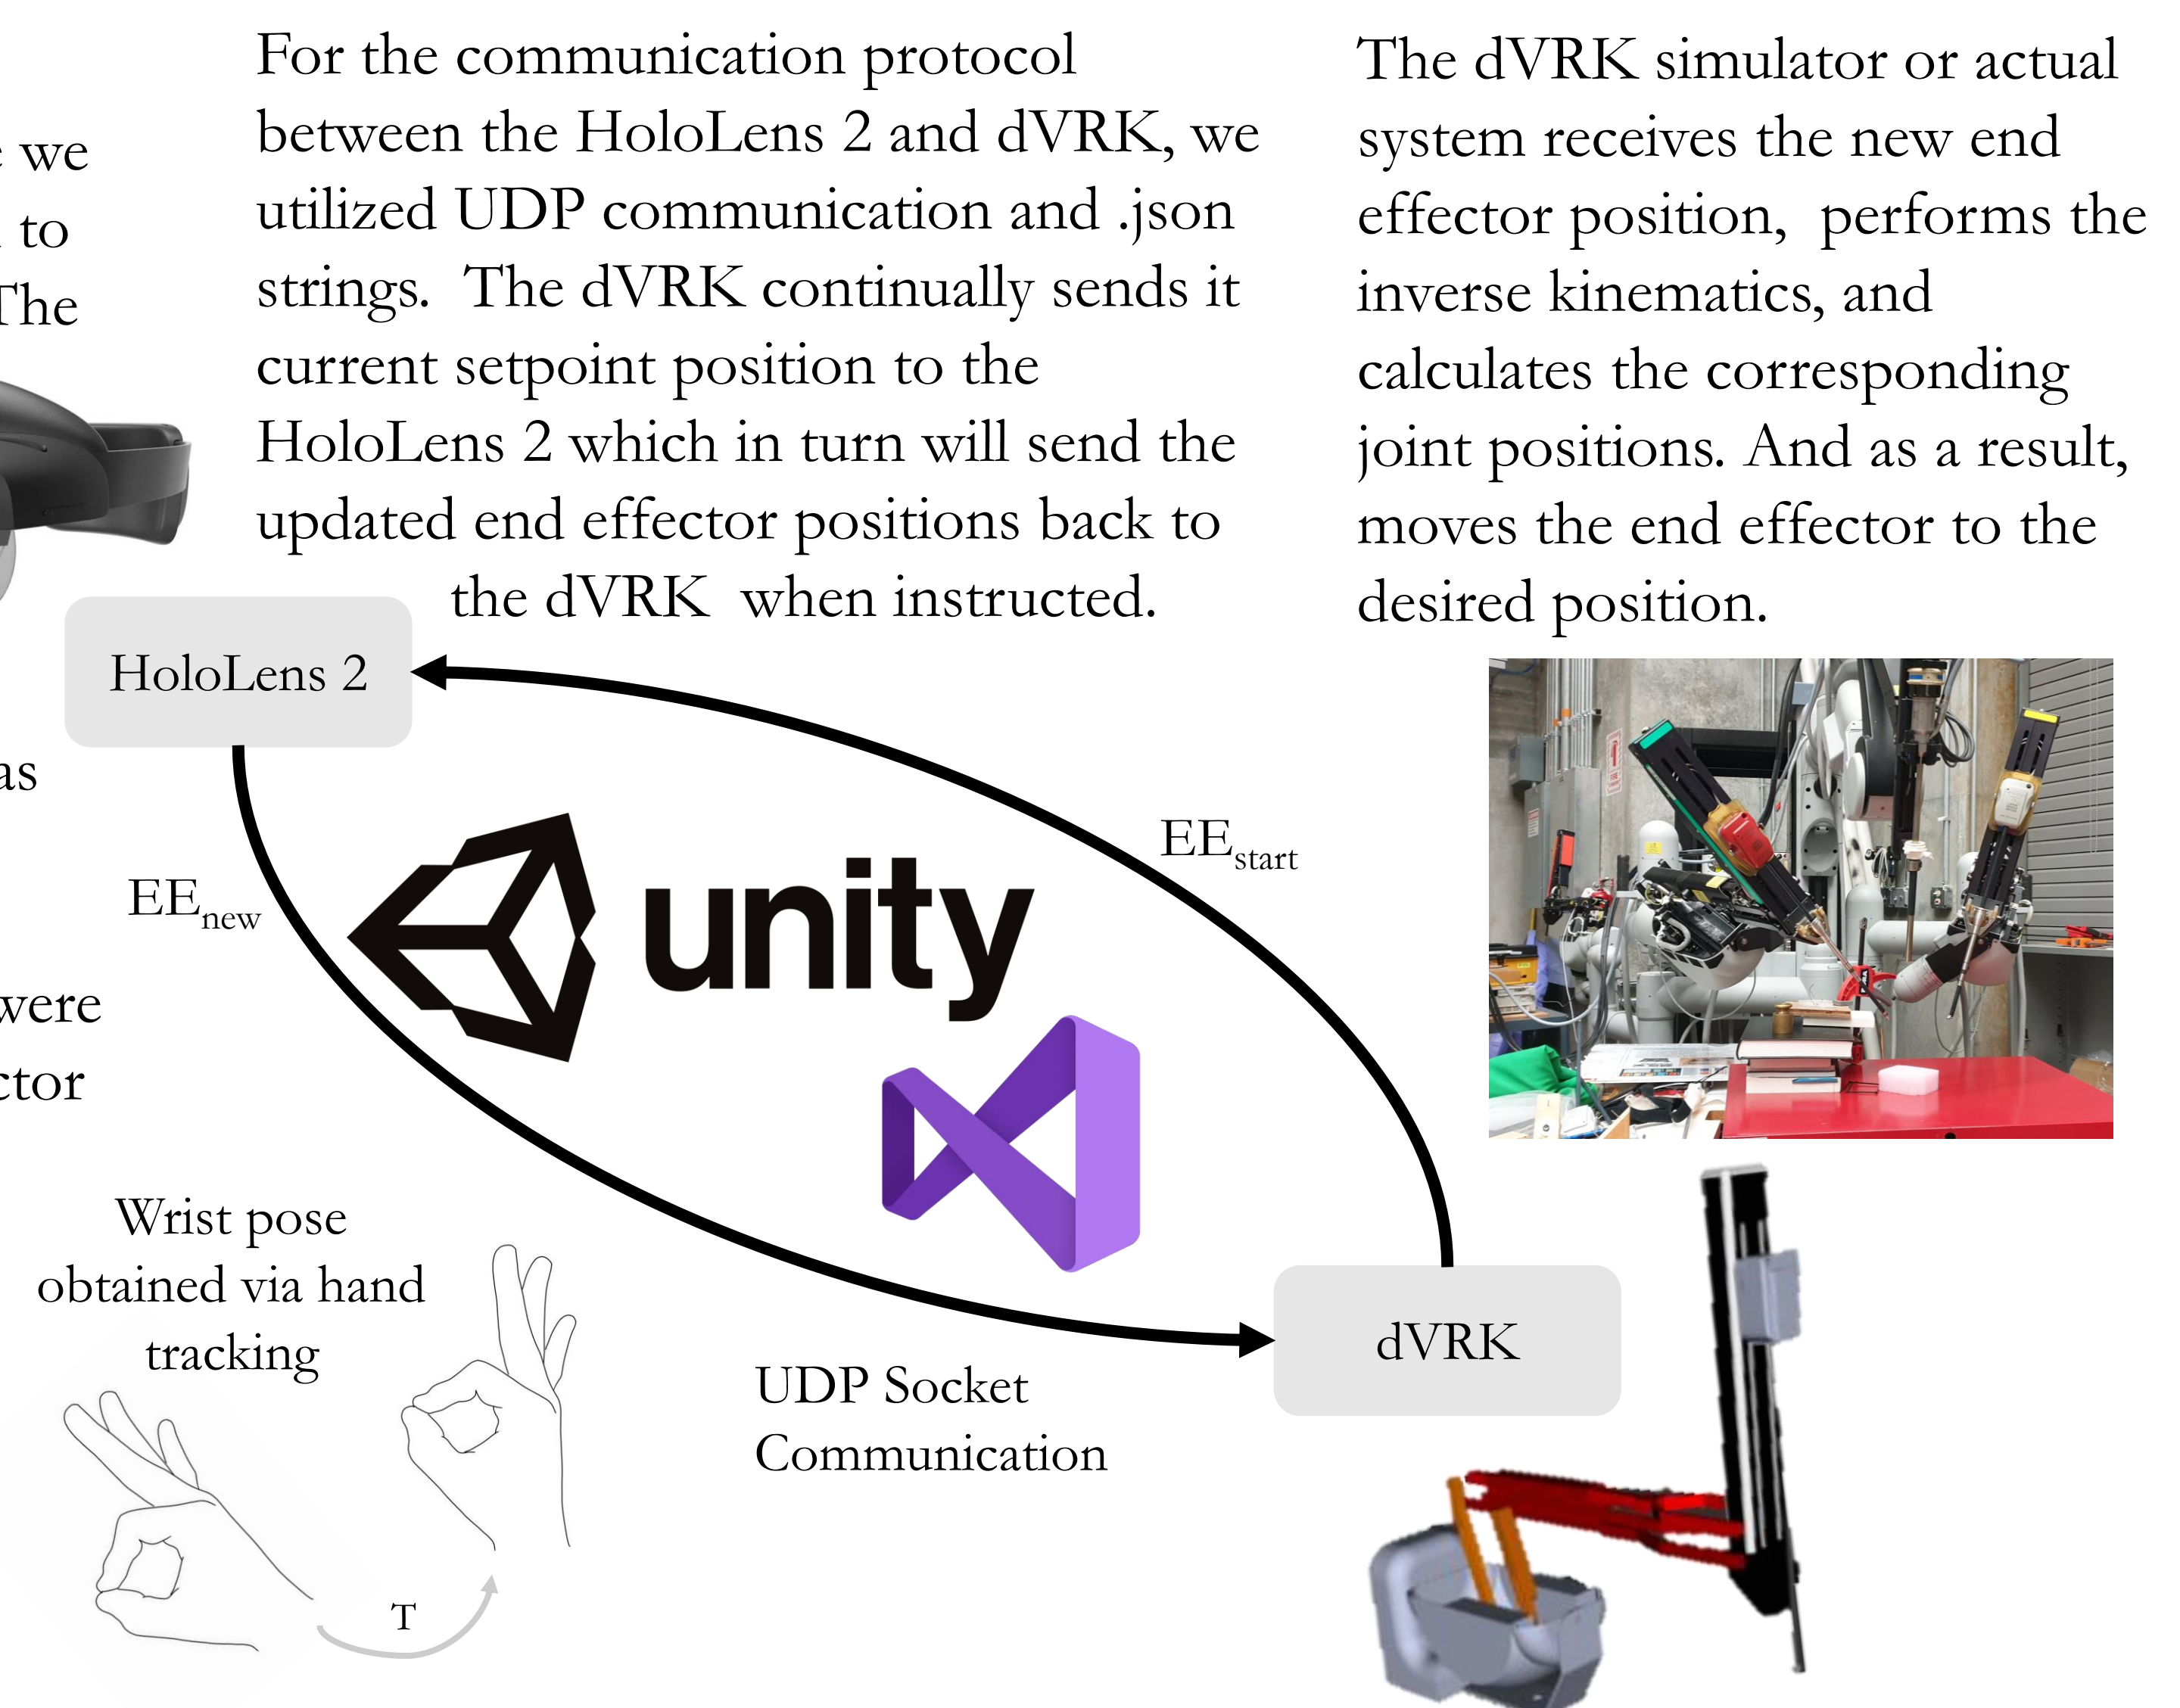 we
to
The
as
were
For the communication protocol
between the HoloLens 2 and dVRK, we
utilized UDP communication and .json
strings.  The dVRK continually sends it
current setpoint position to the
HoloLens 2 which in turn will send the
updated end effector positions back to
the dVRK  when instructed.
The dVRK simulator or actual
system receives the new end
effector position,  performs the
inverse kinematics, and
calculates the corresponding
joint positions. And as a result,
moves the end effector to the
desired position.
HoloLens 2
EEstart
EEnew
unity
Wrist pose
obtained via hand
tracking
T
UDP Socket
Communication
dVRK